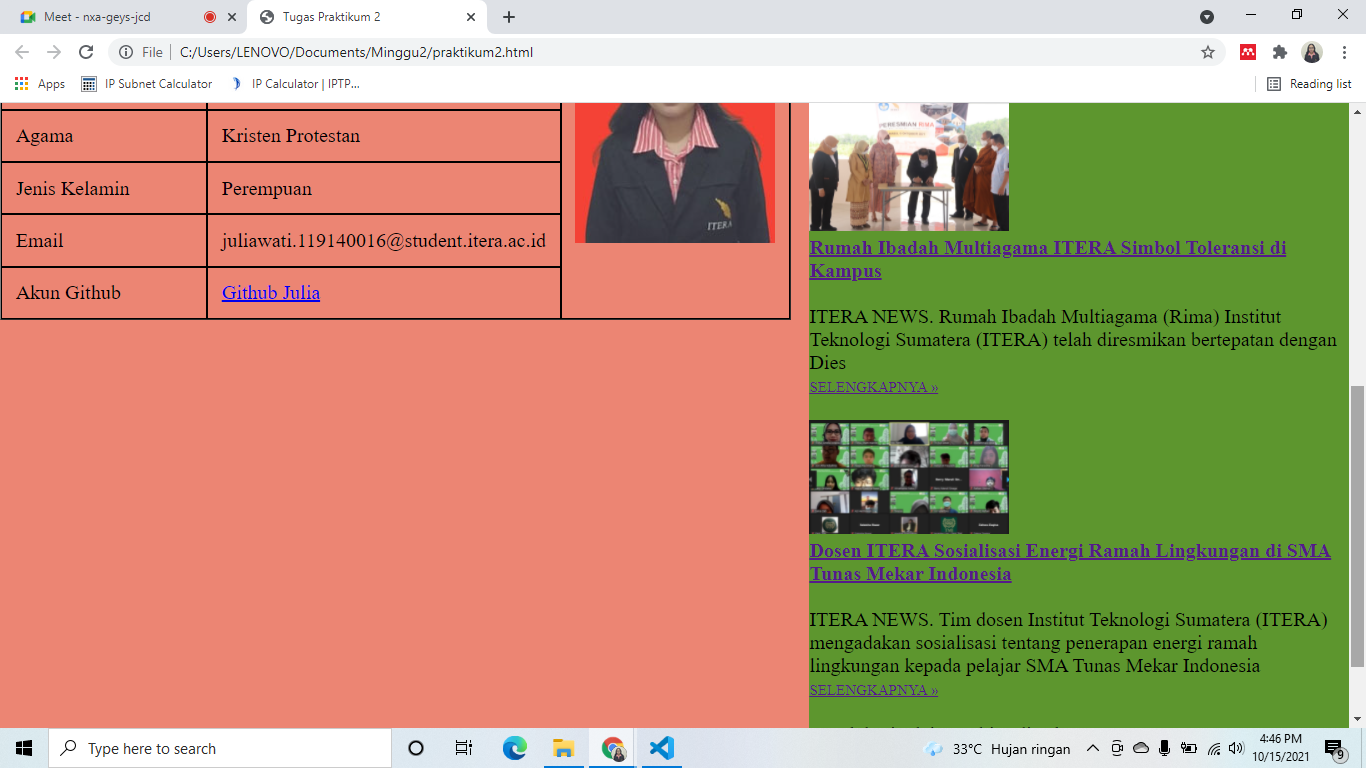 Meet - nxa-geys-jcd
Tugas Praktikum 2
File
C:/Users/LENOVO/Documents/Minggu2/praktikum2.html
Apps
IP Subnet Calculator
IP Calculator | IPTP...
Reading list
Agama
Kristen Protestan
Jenis Kelamin
Perempuan
Email
juliawati.119140016@student.itera.ac.id
Akun Github
Github Julia
ITERA
PERESMIAN RIMA
Rumah Ibadah Multiagama ITERA Simbol Toleransi di
Kampus
ITERA NEWS. Rumah Ibadah Multiagama (Rima) Institut
Teknologi Sumatera (ITERA) telah diresmikan bertepatan dengan
Dies
SELENGKAPNYA »
Dosen ITERA Sosialisasi Energi Ramah Lingkungan di SMA
Tunas Mekar Indonesia
ITERA NEWS. Tim dosen Institut Teknologi Sumatera (ITERA)
mengadakan sosialisasi tentang penerapan energi ramah
lingkungan kepada pelajar SMA Tunas Mekar Indonesia
SELENGKAPNYA »
Type here to search
33°C Hujan ringan
4:46 PM
10/15/2021
9